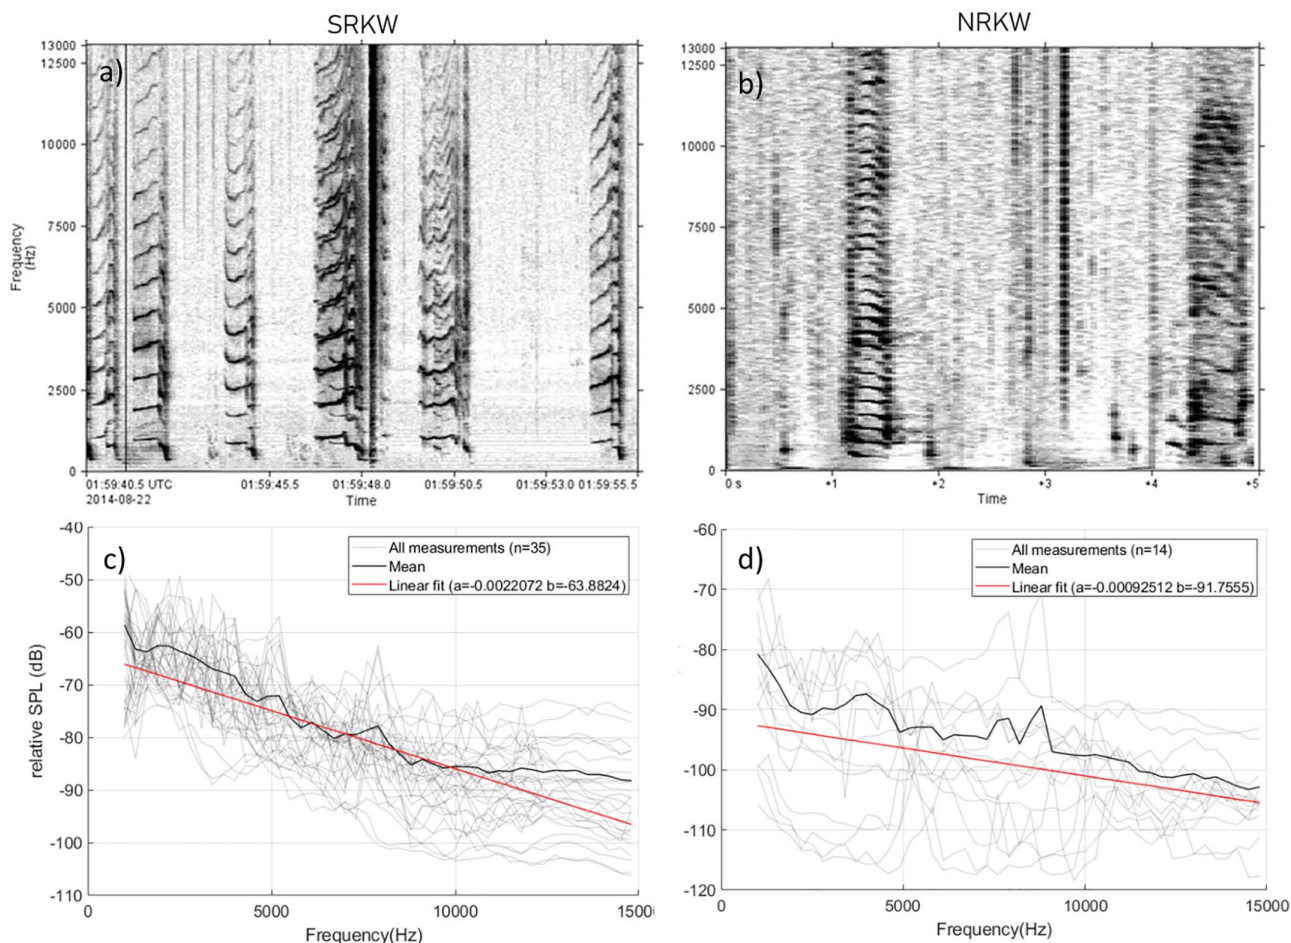 SRKW
NRKW
a)
b)
13000
12500
10000
7500
5000
2500
0
Frequency
(Hz)
01:59:40.5 UTC 01:59:45.5 01:59:48.0 01:59:50.5 01:59:53.0 01:59:55.5
2014-08-22
Time
13000
12500
10000
7500
5000
2500
0
0 s +1 +2 +3 +4 +5
Time
c)
-40
-50
-60
-70
-80
-90
-100
-110
relative SPL (dB)
All measurements (n=35)
Mean
Linear fit (a=-0.0022072 b=-63.8824)
0 5000 10000 15000
Frequency(Hz)
d)
-60
-70
-80
-90
-100
-110
-120
All measurements (n=14)
Mean
Linear fit (a=-0.00092512 b=-91.7555)
0 5000 10000 15000
Frequency(Hz)